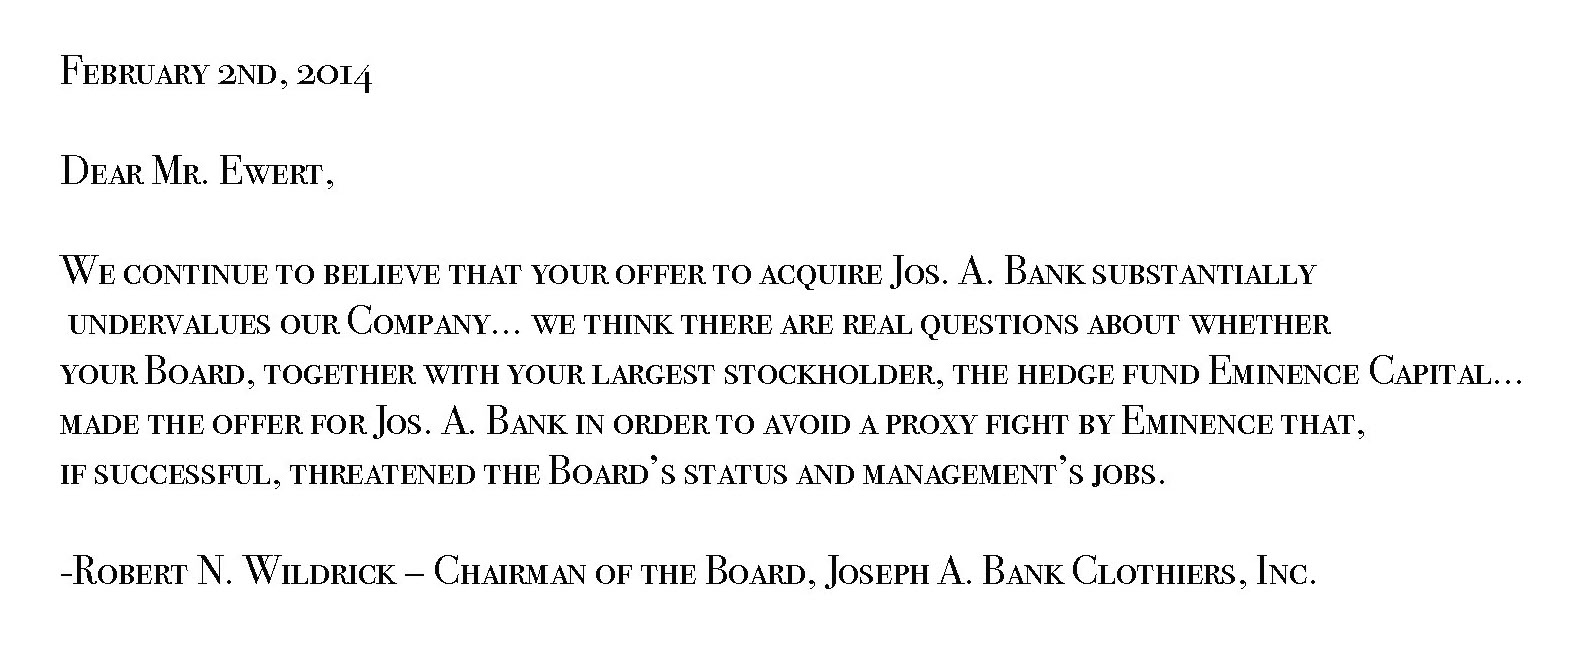 February 2nd, 2014
Dear Mr. Ewert,
We continue to believe that your offer to acquire Jos. A. Bank substantially
undervalues our Company... we think there are real questions about whether
your Board, together with your largest stockholder, the hedge fund Eminence Capital...
made the offer for Jos. A. Bank in order to avoid a proxy fight by Eminence that,
if successful, threatened the Board's status and management's jobs.
-Robert N. Wildrick – Chairman of the Board, Joseph A. Bank Clothiers, Inc.